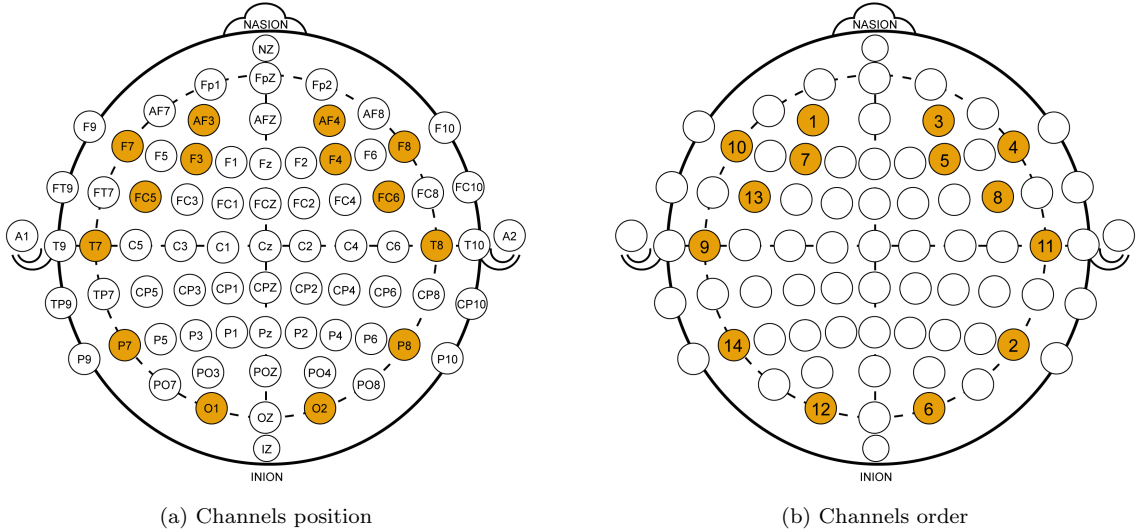 NASION
NZ
Fp1 FpZ Fp2
AF7 AF3 AFZ AF4 AF8
F9 F7 F5 F3 F1 Fz F2 F4 F6 F8 F10
FT9 FT7 FC5 FC3 FC1 FCZ FC2 FC4 FC6 FC8 FC10
A1 T9 T7 C5 C3 C1 Cz C2 C4 C6 T8 T10 A2
TP9 TP7 CP5 CP3 CP1 CPZ CP2 CP4 CP6 CP8 CP10
P9 P7 P5 P3 P1 Pz P2 P4 P6 P8 P10
PO7 PO3 POZ PO4 PO8
O1 OZ O2
IZ
INION
(a) Channels position
NASION
1 3
10 7 5 4
13 8
9 11
14 2
12 6
INION
(b) Channels order